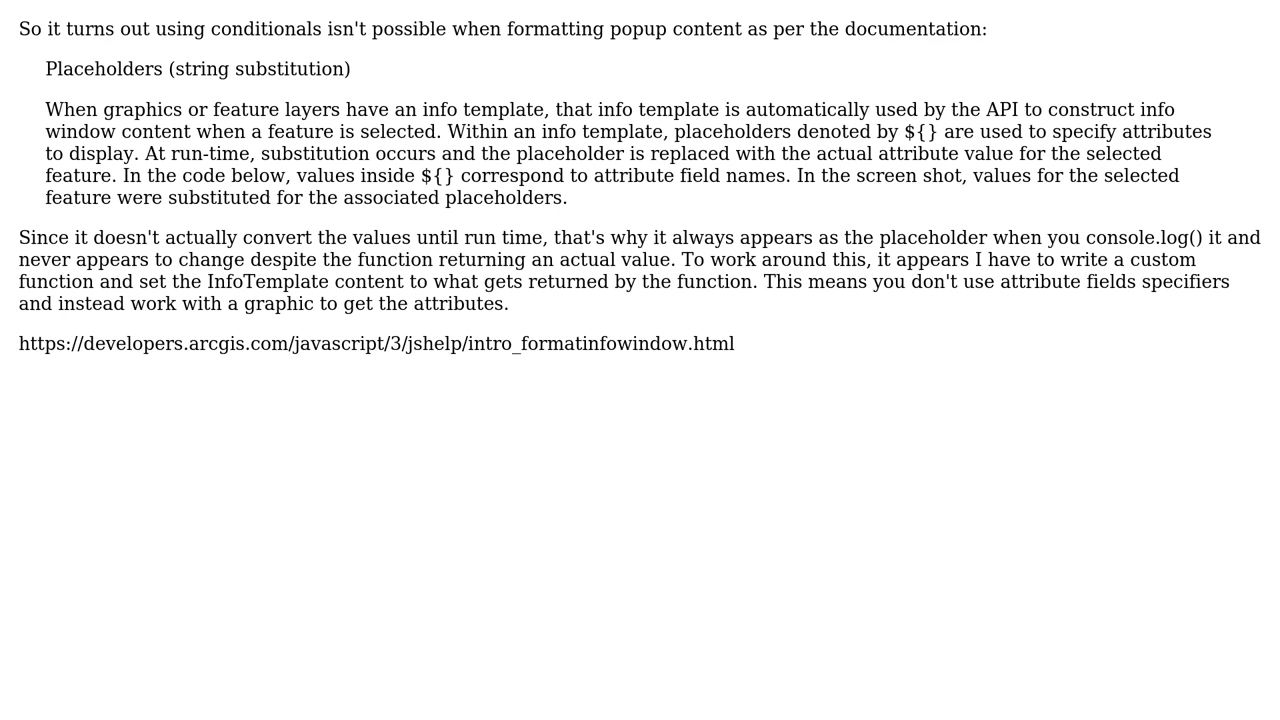 So it turns out using conditionals isn't possible when formatting popup content as per the documentation:
Placeholders (string substitution)
When graphics or feature layers have an info template, that info template is automatically used by the API to construct info
window content when a feature is selected. Within an info template, placeholders denoted by ${} are used to specify attributes
to display. At run-time, substitution occurs and the placeholder is replaced with the actual attribute value for the selected
feature. In the code below, values inside ${} correspond to attribute field names. In the screen shot, values for the selected
feature were substituted for the associated placeholders.
Since it doesn't actually convert the values until run time, that's why it always appears as the placeholder when you console.log() it and
never appears to change despite the function returning an actual value. To work around this, it appears I have to write a custom
function and set the InfoTemplate content to what gets returned by the function. This means you don't use attribute fields specifiers
and instead work with a graphic to get the attributes.
https://developers.arcgis.com/javascript/3/jshelp/intro_formatinfowindow.html